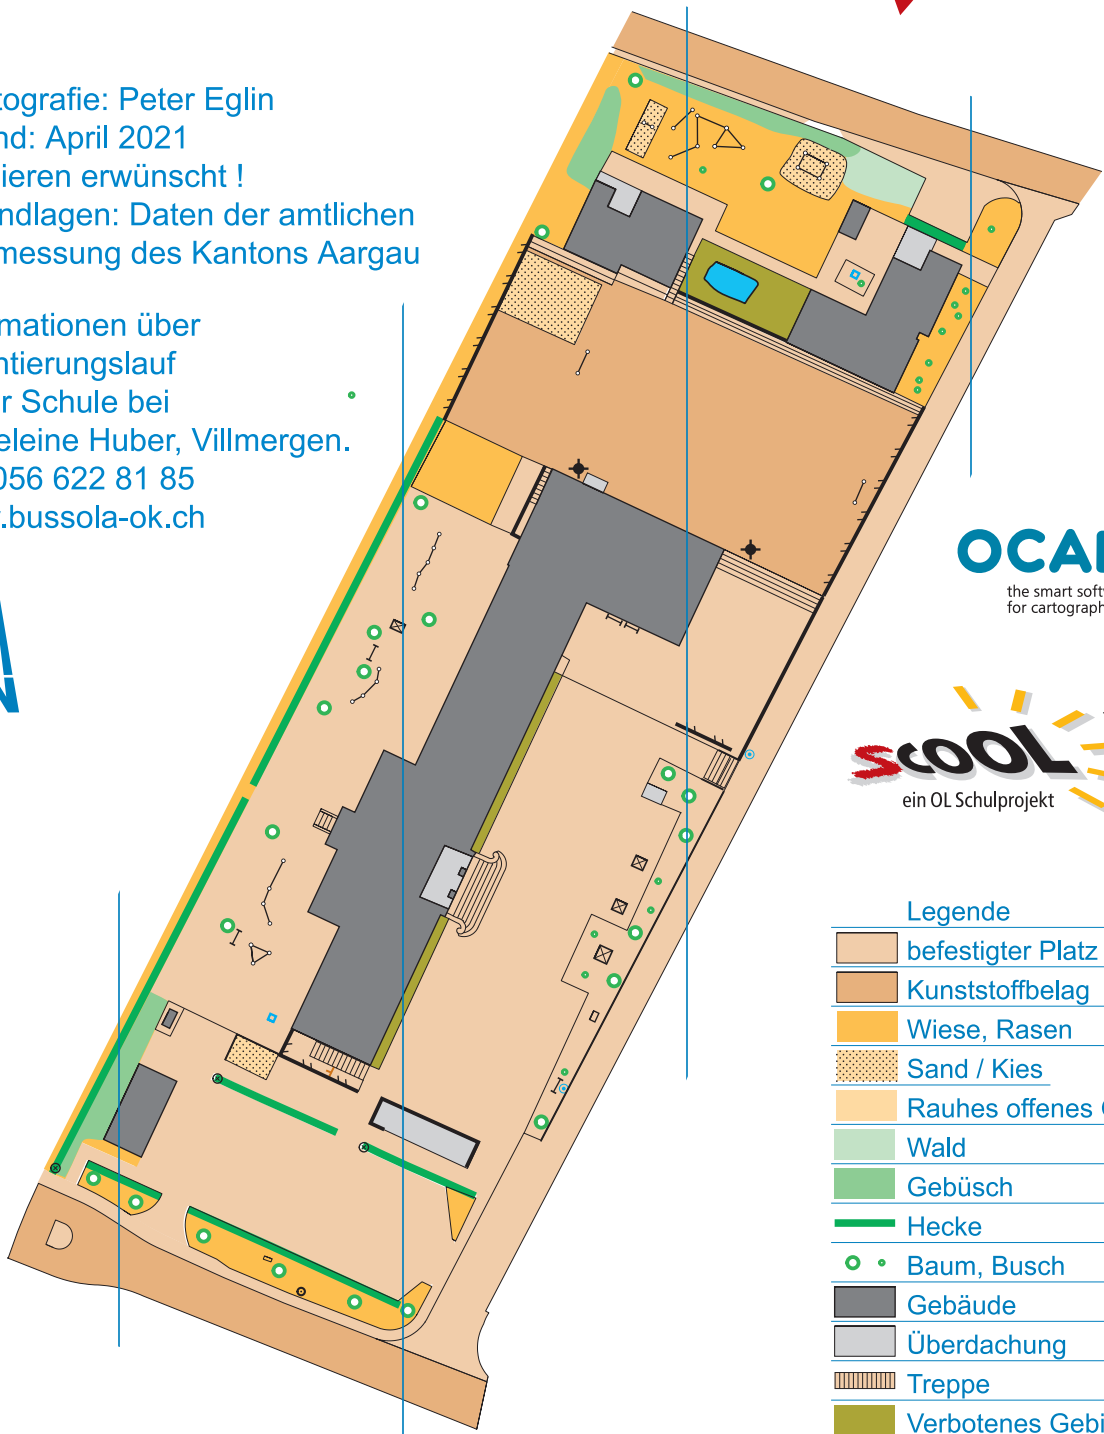 tografie: Peter Eglin
nd: April 2021
ieren erwünscht !
ndlagen: Daten der amtlichen
messung des Kantons Aargau
mationen über
ntierungslauf
r Schule bei
eleine Huber, Villmergen.
056 622 81 85
.bussola-ok.ch
N
OCA
the smart soft
for cartograph
scOOL
ein OL Schulprojekt
Legende
befestigter Platz
Kunststoffbelag
Wiese, Rasen
Sand / Kies
Rauhes offenes
Wald
Gebüsch
Hecke
Baum, Busch
Gebäude
Überdachung
Treppe
Verbotenes Gebi